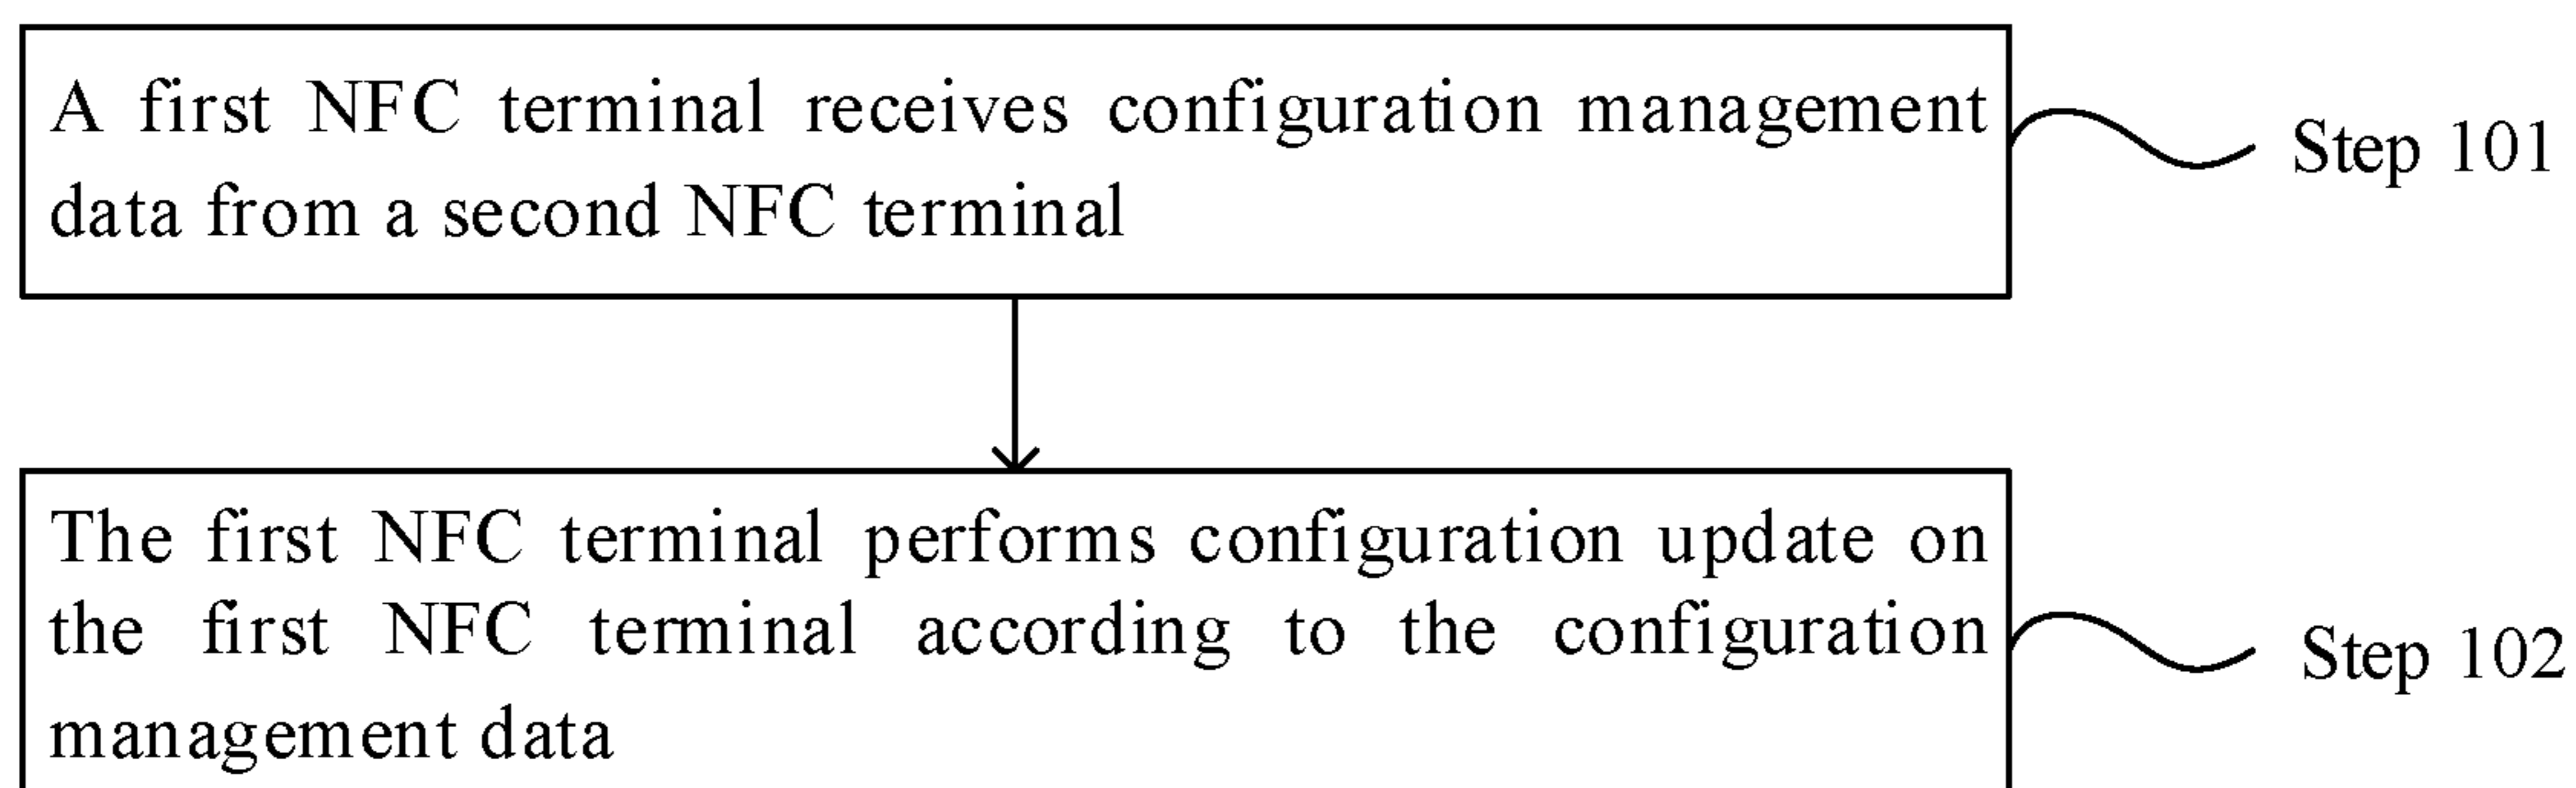 A first NFC terminal receives configuration management
data from a second NFC terminal
Step 101
The first NFC terminal performs configuration update on
the first NFC terminal according to the configuration
management data
Step 102